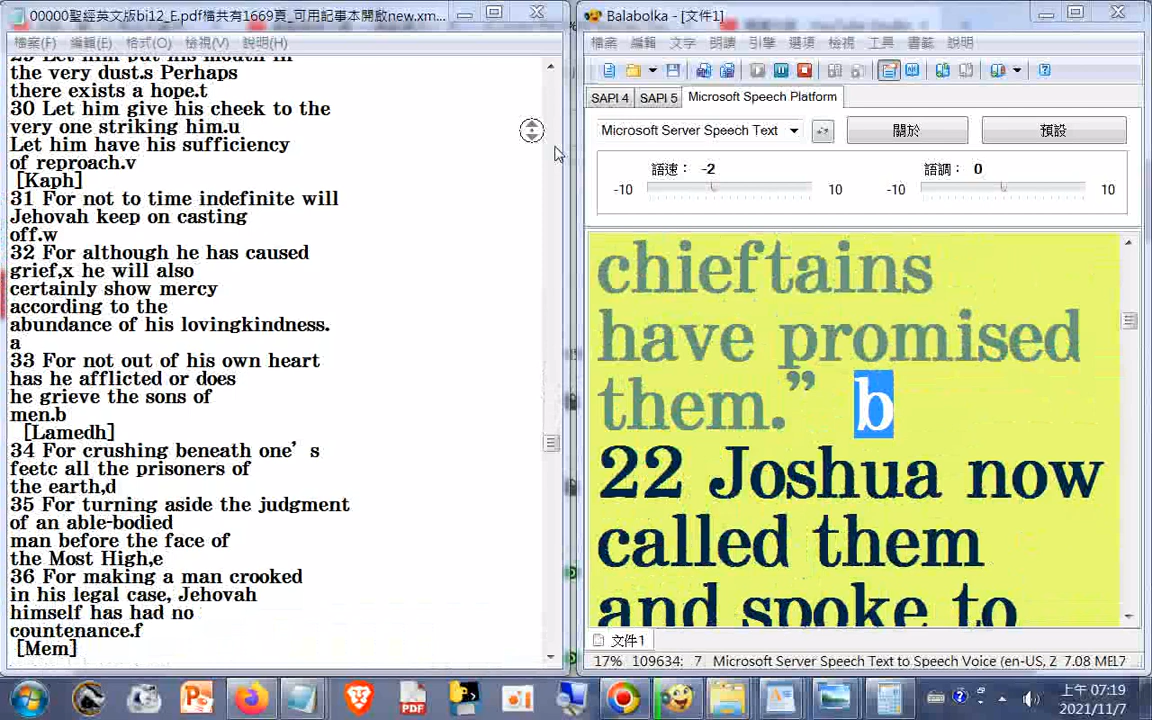 00000聖經英文版bi12_E.pdf檔共有1669頁_可用記事本開啟new.xm...
檔案(F) 編輯(E) 格式(O) 檢視(V) 說明(H)
29 Let him put his mouth in
the very dust.s Perhaps
there exists a hope.t
30 Let him give his cheek to the
very one striking him.u
Let him have his sufficiency
of reproach.v
[Kaph]
31 For not to time indefinite will
Jehovah keep on casting
off.w
32 For although he has caused
grief,x he will also
certainly show mercy
according to the
abundance of his lovingkindness.
a
33 For not out of his own heart
has he afflicted or does
he grieve the sons of
men.b
[Lamedh]
34 For crushing beneath one’s
feetc all the prisoners of
the earth,d
35 For turning aside the judgment
of an able-bodied
man before the face of
the Most High,e
36 For making a man crooked
in his legal case, Jehovah
himself has had no
countenance.f
[Mem]
Balabolka - [文件1]
檔案 編輯 文字 朗讀 引擎 選項 檢視 工具 書籤 說明
SAPI 4 SAPI 5 Microsoft Speech Platform
Microsoft Server Speech Text 關於 預設
語速: -2 語調: 0
-10 10 -10 10
chieftains
have promised
them.” b
22 Joshua now
called them
and spoke to
文件1
17% 109634: 7 Microsoft Server Speech Text to Speech Voice (en-US, Z 7.08 MEL7
上午 07:19
2021/11/7